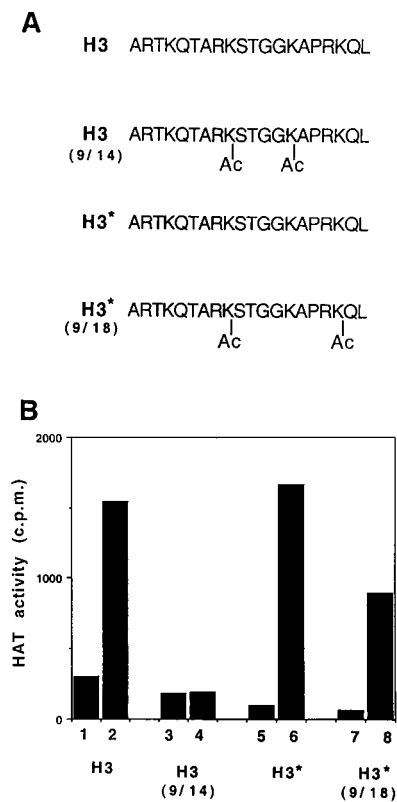 A
H3 ARTKQTARKSTGGKAPRKQL
H3 ARTKQTARKSTGGKAPRKQL
(9/14) Ac Ac
H3* ARTKQTARKSTGGKAPRKQL
H3* ARTKQTARKSTGGKAPRKQL
(9/18) Ac Ac
B
2000
1000
0
HAT activity (c.p.m.)
1 2 3 4 5 6 7 8
H3 H3 H3* H3*
(9/14) (9/18)